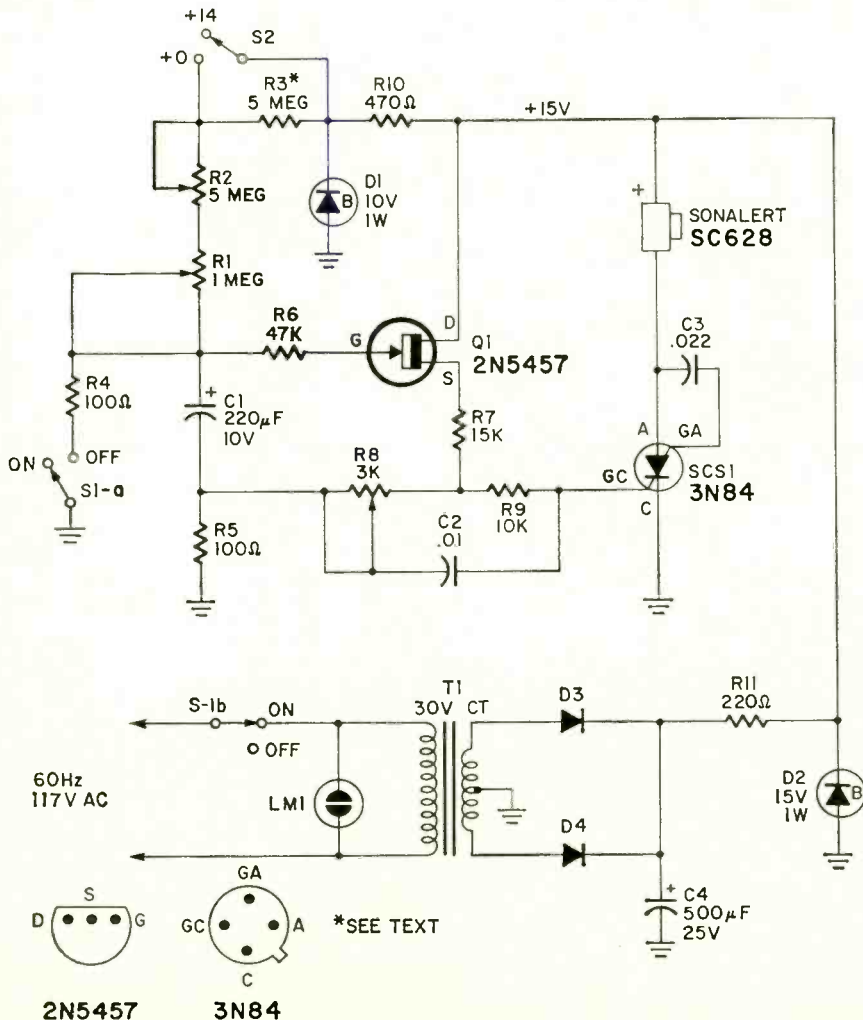 +14
S2
+0
R3*
5 MEG
R10
470Ω
+15V
R2
5 MEG
D1
10V
1W
B
+
SONALERT
SC628
R1
1 MEG
R6
47K
G
D
S
Q1
2N5457
C3
.022
R4
100Ω
+
C1
220µF
10V
R7
15K
A
GA
ON
OFF
S1-a
R8
3K
GC
SCS1
3N84
R9
10K
C
R5
100Ω
C2
.01
S-1b
ON
OFF
T1
30V
CT
D3
R11
220Ω
60Hz
117V AC
LM1
D2
15V
1W
B
D4
+
C4
500µF
25V
S
D
G
GA
GC
A
C
*SEE TEXT
2N5457
3N84